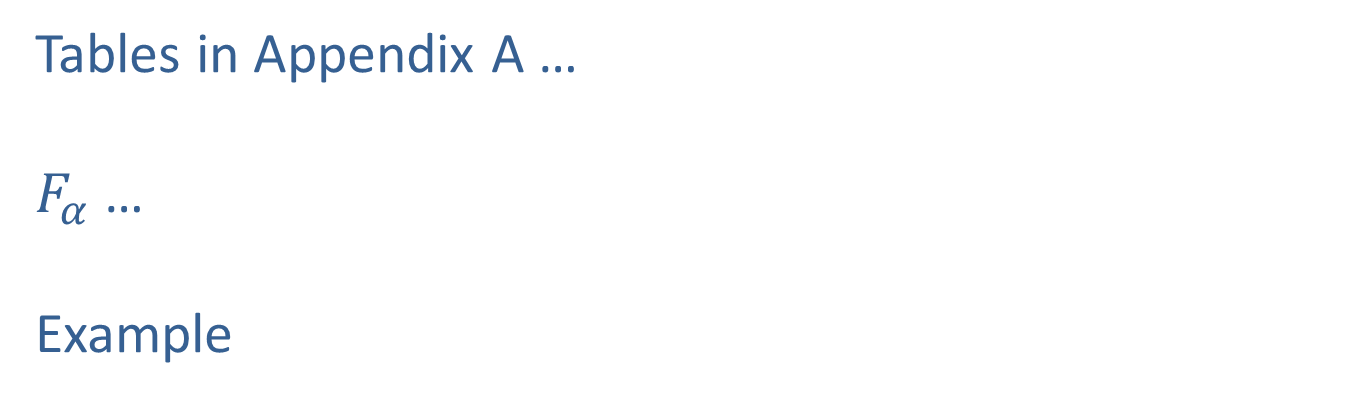 Tables in Appendix A …
Fα …
Example